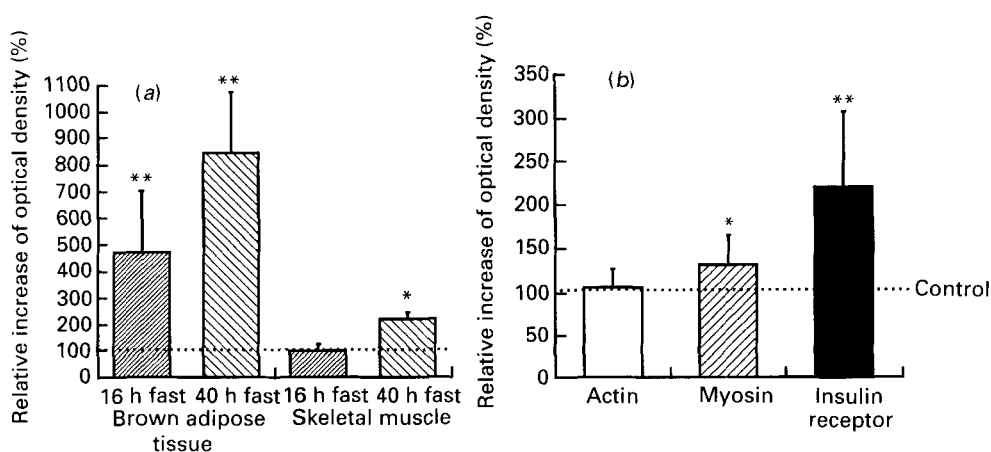 Relative increase of optical density (%)
(a)
1100
1000
900
800
700
600
500
400
300
200
100
0
**
**
*
16 h fast 40 h fast 16 h fast 40 h fast
Brown adipose
tissue
Skeletal muscle
Relative increase of optical density (%)
(b)
350
300
250
200
150
100
50
0
*
**
Control
Actin
Myosin
Insulin
receptor